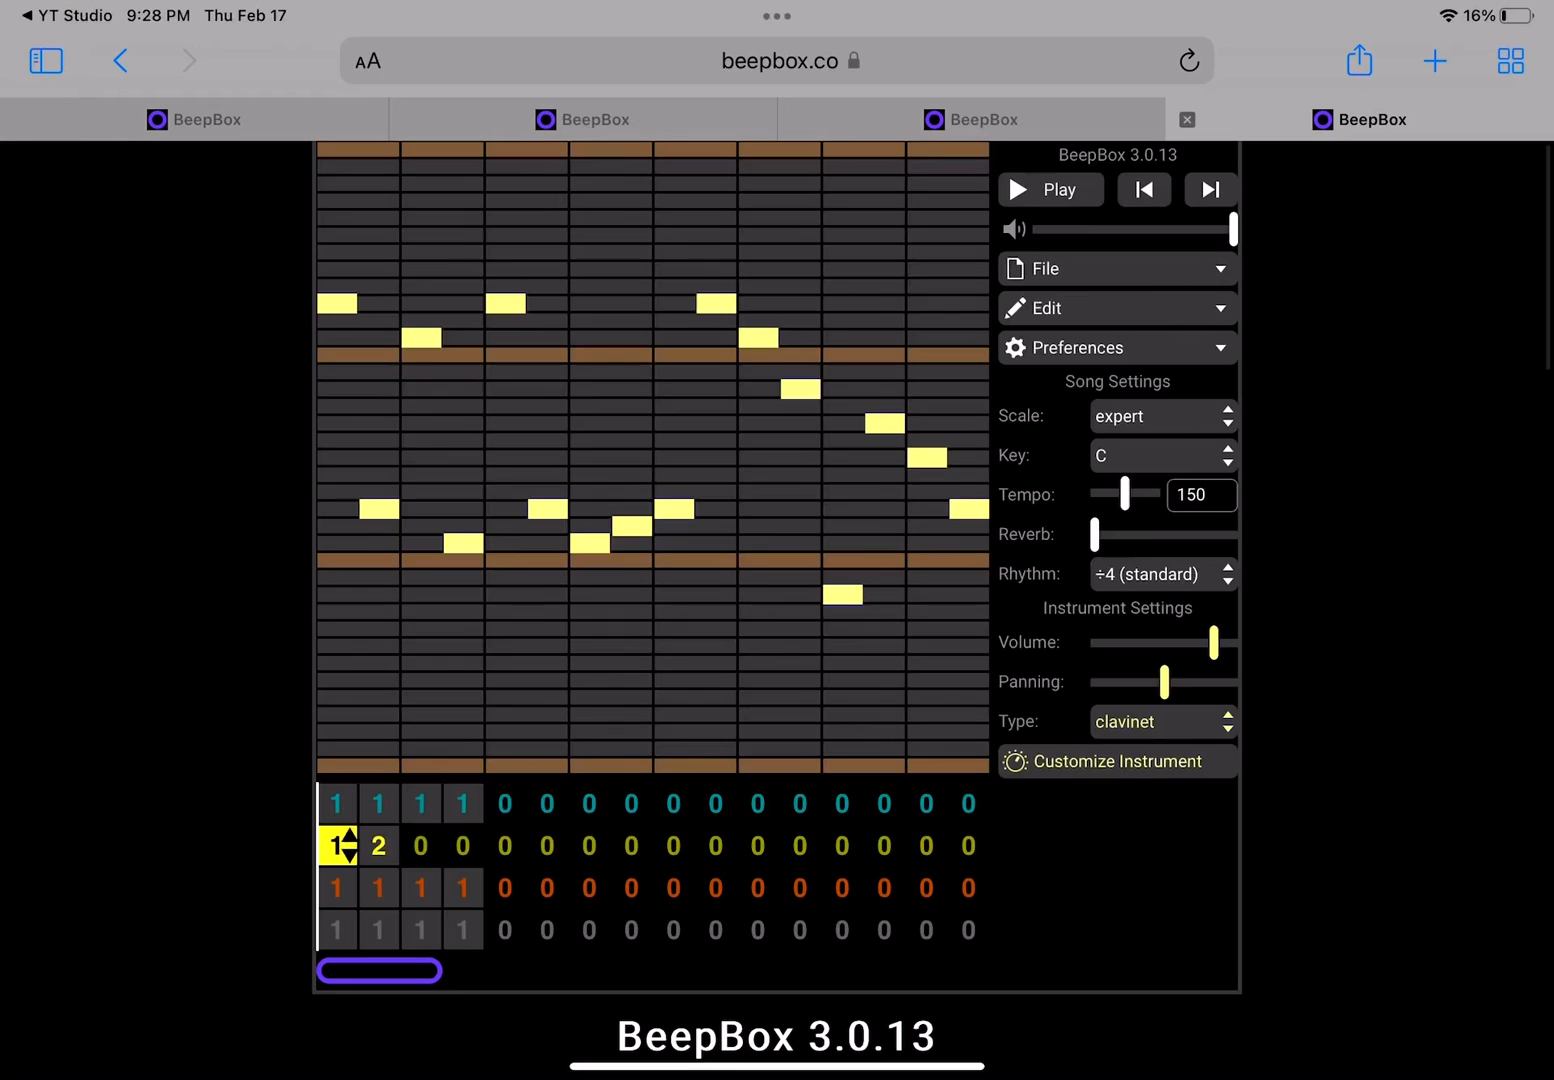 ◀ YT Studio 9:28 PM Thu Feb 17 16%
AA beepbox.co
BeepBox BeepBox BeepBox BeepBox
BeepBox 3.0.13
Play
File
Edit
Preferences
Song Settings
Scale: expert
Key: C
Tempo: 150
Reverb:
Rhythm: ÷4 (standard)
Instrument Settings
Volume:
Panning:
Type: clavinet
Customize Instrument
1 1 1 1 0 0 0 0 0 0 0 0 0 0 0 0
1 2 0 0 0 0 0 0 0 0 0 0 0 0 0 0
1 1 1 1 0 0 0 0 0 0 0 0 0 0 0 0
1 1 1 1 0 0 0 0 0 0 0 0 0 0 0 0
BeepBox 3.0.13